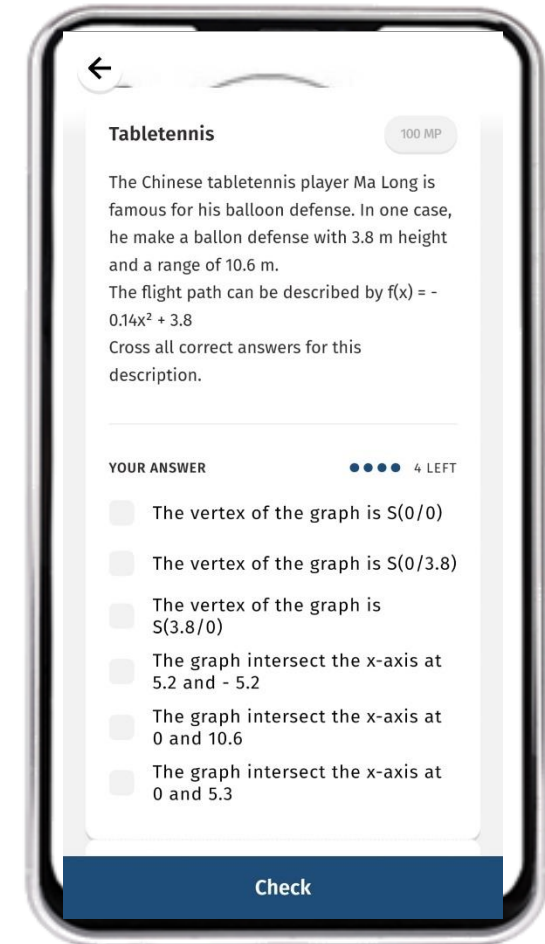 Tabletennis
100 MP
The Chinese tabletennis player Ma Long is
famous for his balloon defense. In one case,
he make a ballon defense with 3.8 m height
and a range of 10.6 m.
The flight path can be described by f(x) = -
0.14x² + 3.8
Cross all correct answers for this
description.
YOUR ANSWER
4 LEFT
The vertex of the graph is S(0/0)
The vertex of the graph is S(0/3.8)
The vertex of the graph is
S(3.8/0)
The graph intersect the x-axis at
5.2 and - 5.2
The graph intersect the x-axis at
0 and 10.6
The graph intersect the x-axis at
0 and 5.3
Check